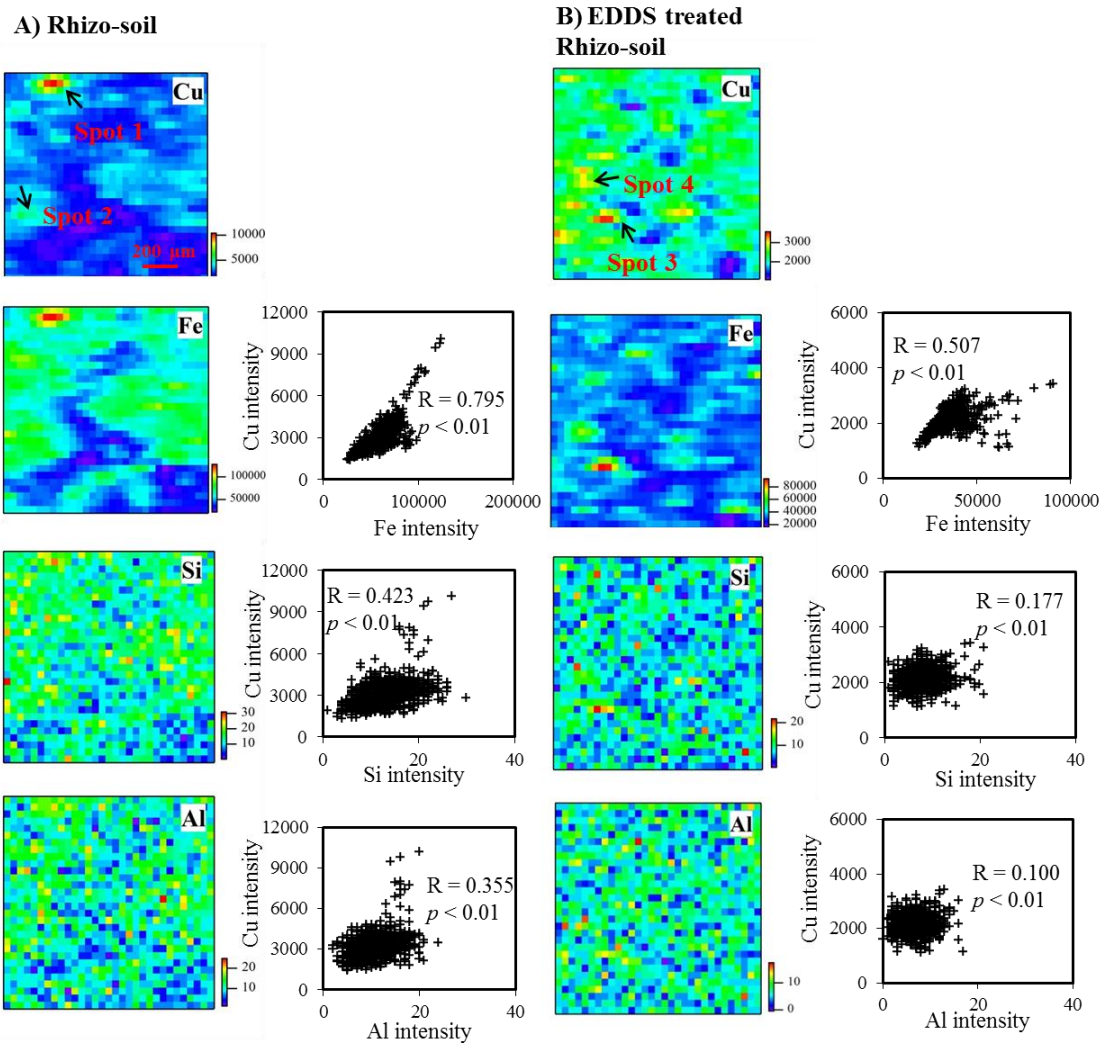 A) Rhizo-soil
B) EDDS treated
Rhizo-soil
Cu
Spot 1
Spot 2
200 μm
10000
5000
Cu
Spot 4
Spot 3
3000
2000
Fe
100000
50000
12000
9000
6000
3000
0
Cu intensity
R = 0.795
p < 0.01
0 100000 200000
Fe intensity
Fe
80000
60000
40000
20000
6000
4000
2000
0
Cu intensity
R = 0.507
p < 0.01
0 50000 100000
Fe intensity
Si
30
20
10
12000
9000
6000
3000
0
Cu intensity
R = 0.423
p < 0.01
0 20 40
Si intensity
Si
20
10
6000
4000
2000
0
Cu intensity
R = 0.177
p < 0.01
0 20 40
Si intensity
Al
20
10
12000
9000
6000
3000
0
Cu intensity
R = 0.355
p < 0.01
0 20 40
Al intensity
Al
10
0
6000
4000
2000
0
Cu intensity
R = 0.100
p < 0.01
0 20 40
Al intensity